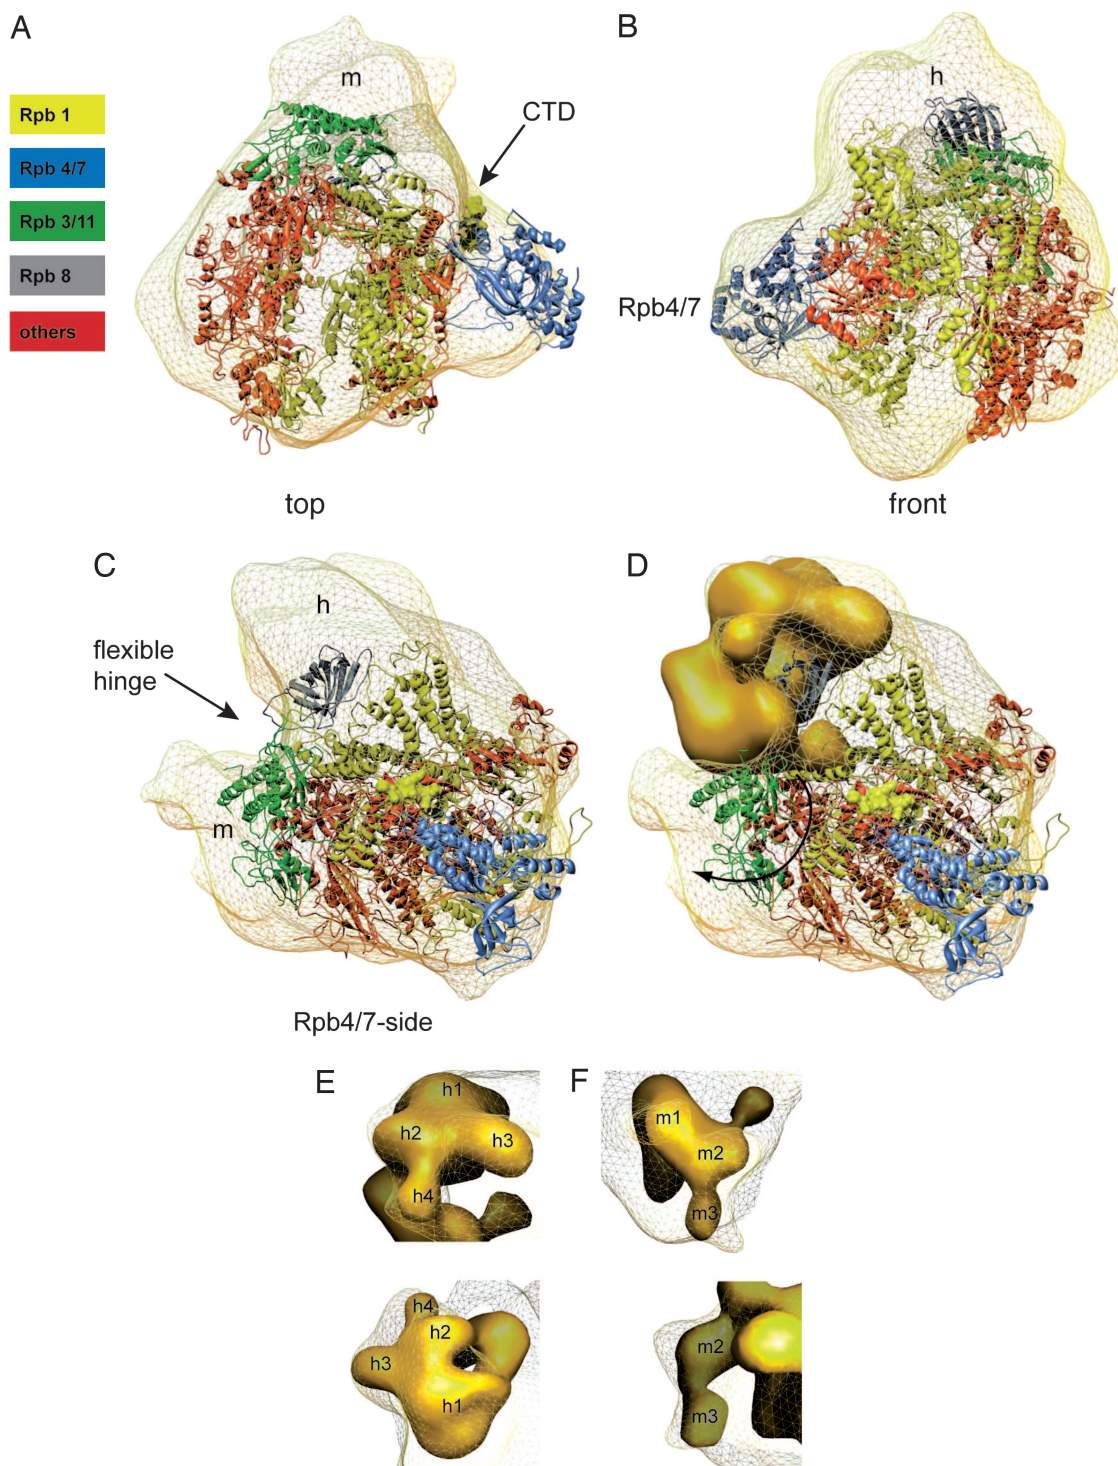 A
B
m
h
Rpb 1
CTD
Rpb 4/7
Rpb 3/11
Rpb 8
Rpb4/7
others
top
front
C
D
h
flexible
hinge
m
Rpb4/7-side
E
F
h1
h2
h3
h4
m1
m2
m3
h4
h2
h3
h1
m2
m3